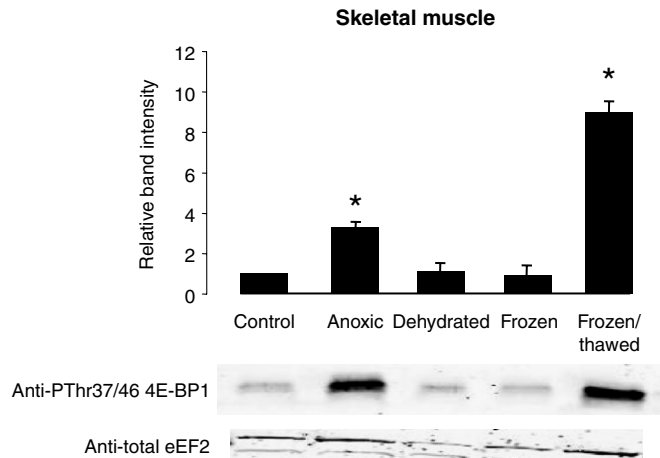 Skeletal muscle
Relative band intensity
12
10
8
6
4
2
0
*
*
Control Anoxic Dehydrated Frozen Frozen/
thawed
Anti-PThr37/46 4E-BP1
Anti-total eEF2